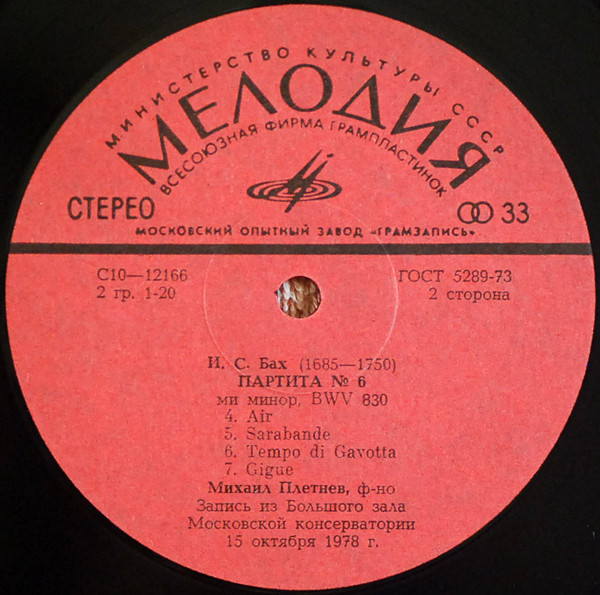 МИНИСТЕРСТВО КУЛЬТУРЫ СССР
МЕЛОДИЯ
ВСЕСОЮЗНАЯ ФИРМА ГРАМПЛАСТИНОК
СТЕРЕО 33
МОСКОВСКИЙ ОПЫТНЫЙ ЗАВОД «ГРАМЗАПИСЬ»
С10—12166 ГОСТ 5289-73
2 гр. 1-20 2 сторона
И. С. Бах (1685—1750)
ПАРТИТА № 6
ми минор, BWV 830
4. Air
5. Sarabande
6. Tempo di Gavotta
7. Gigue
Михаил Плетнев, ф-но
Запись из Большого зала
Московской консерватории
15 октября 1978 г.